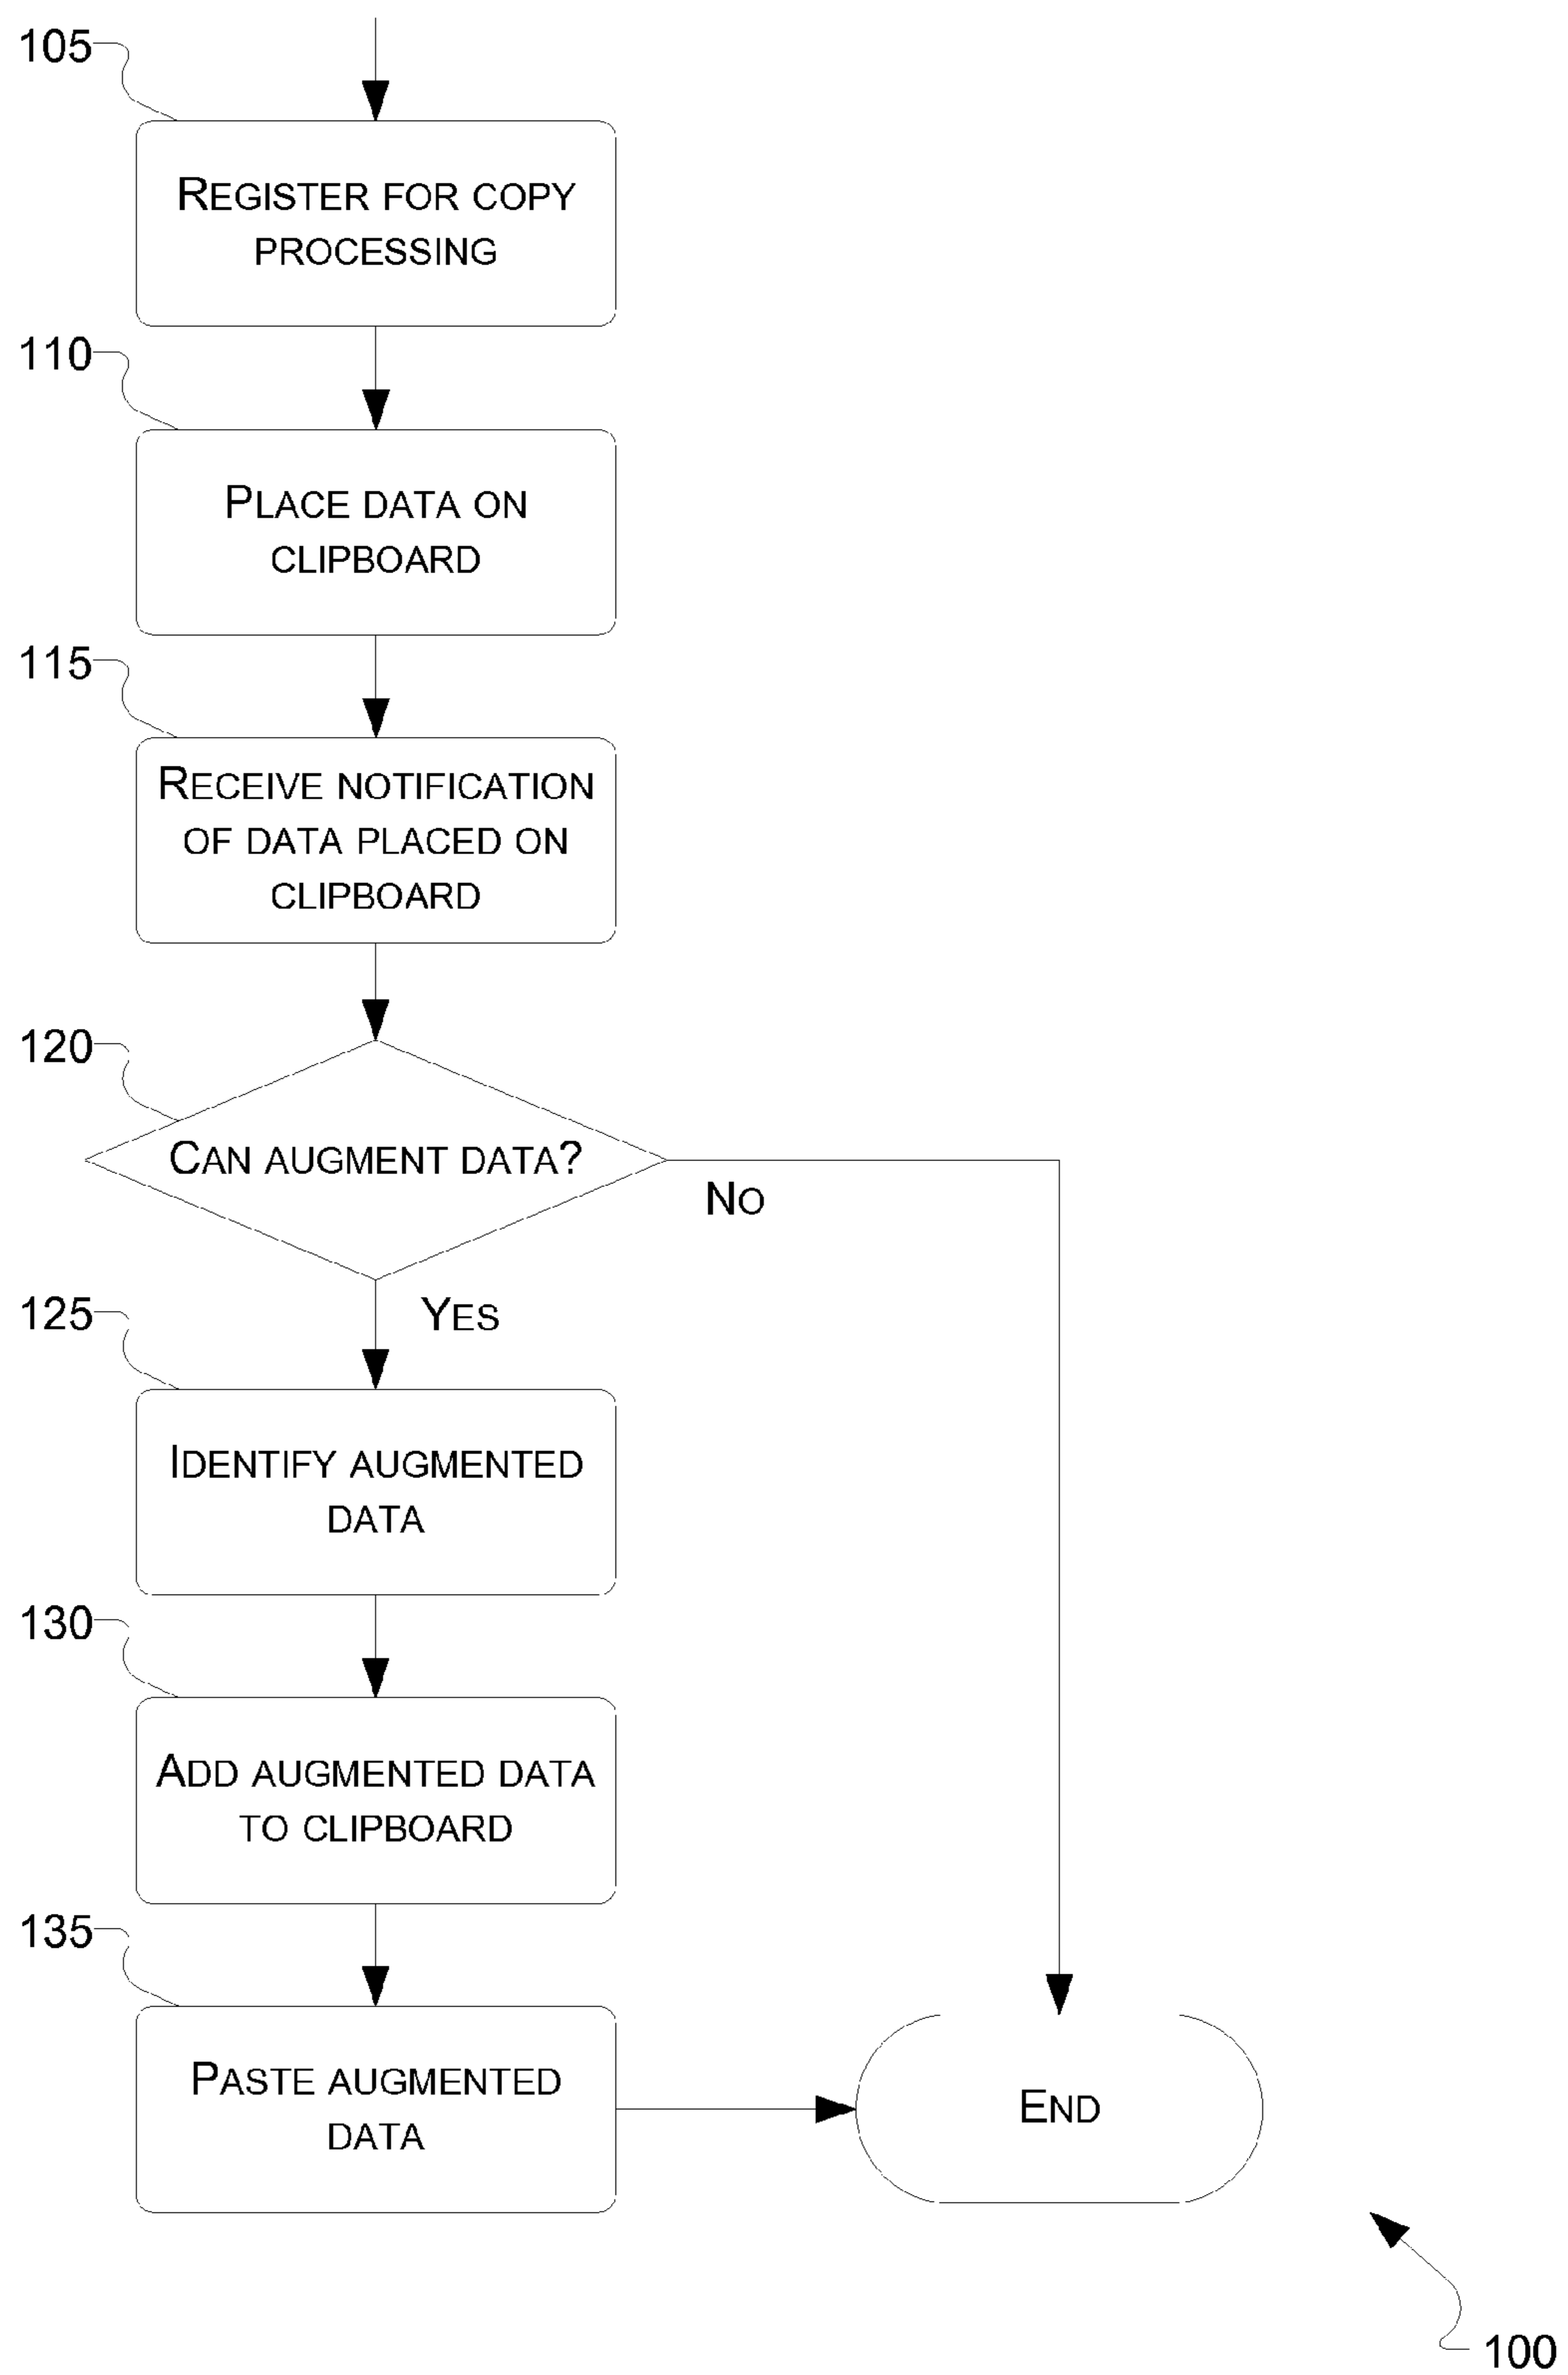 105
REGISTER FOR COPY
PROCESSING
110
PLACE DATA ON
CLIPBOARD
115
RECEIVE NOTIFICATION
OF DATA PLACED ON
CLIPBOARD
120
CAN AUGMENT DATA?
NO
YES
125
IDENTIFY AUGMENTED
DATA
130
ADD AUGMENTED DATA
TO CLIPBOARD
135
PASTE AUGMENTED
DATA
END
100